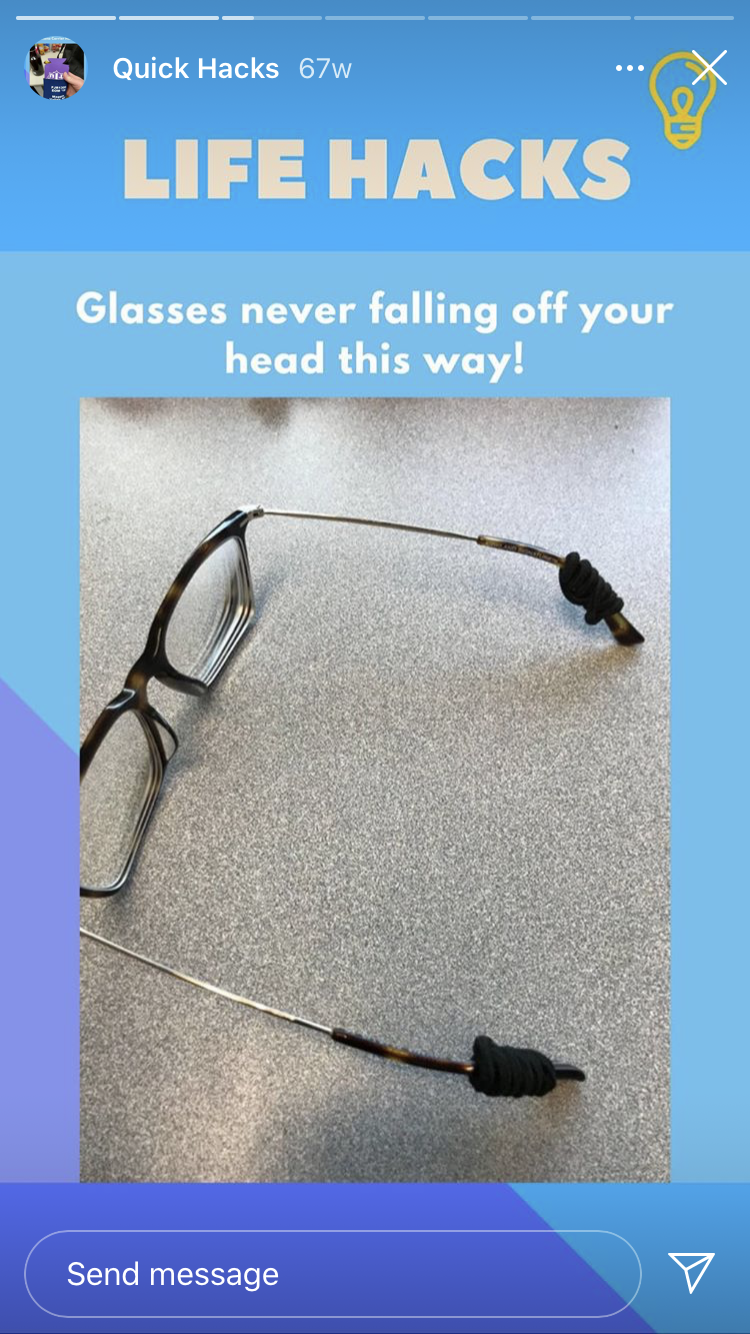 Quick Hacks 67w
LIFE HACKS
Glasses never falling off your
head this way!
Send message